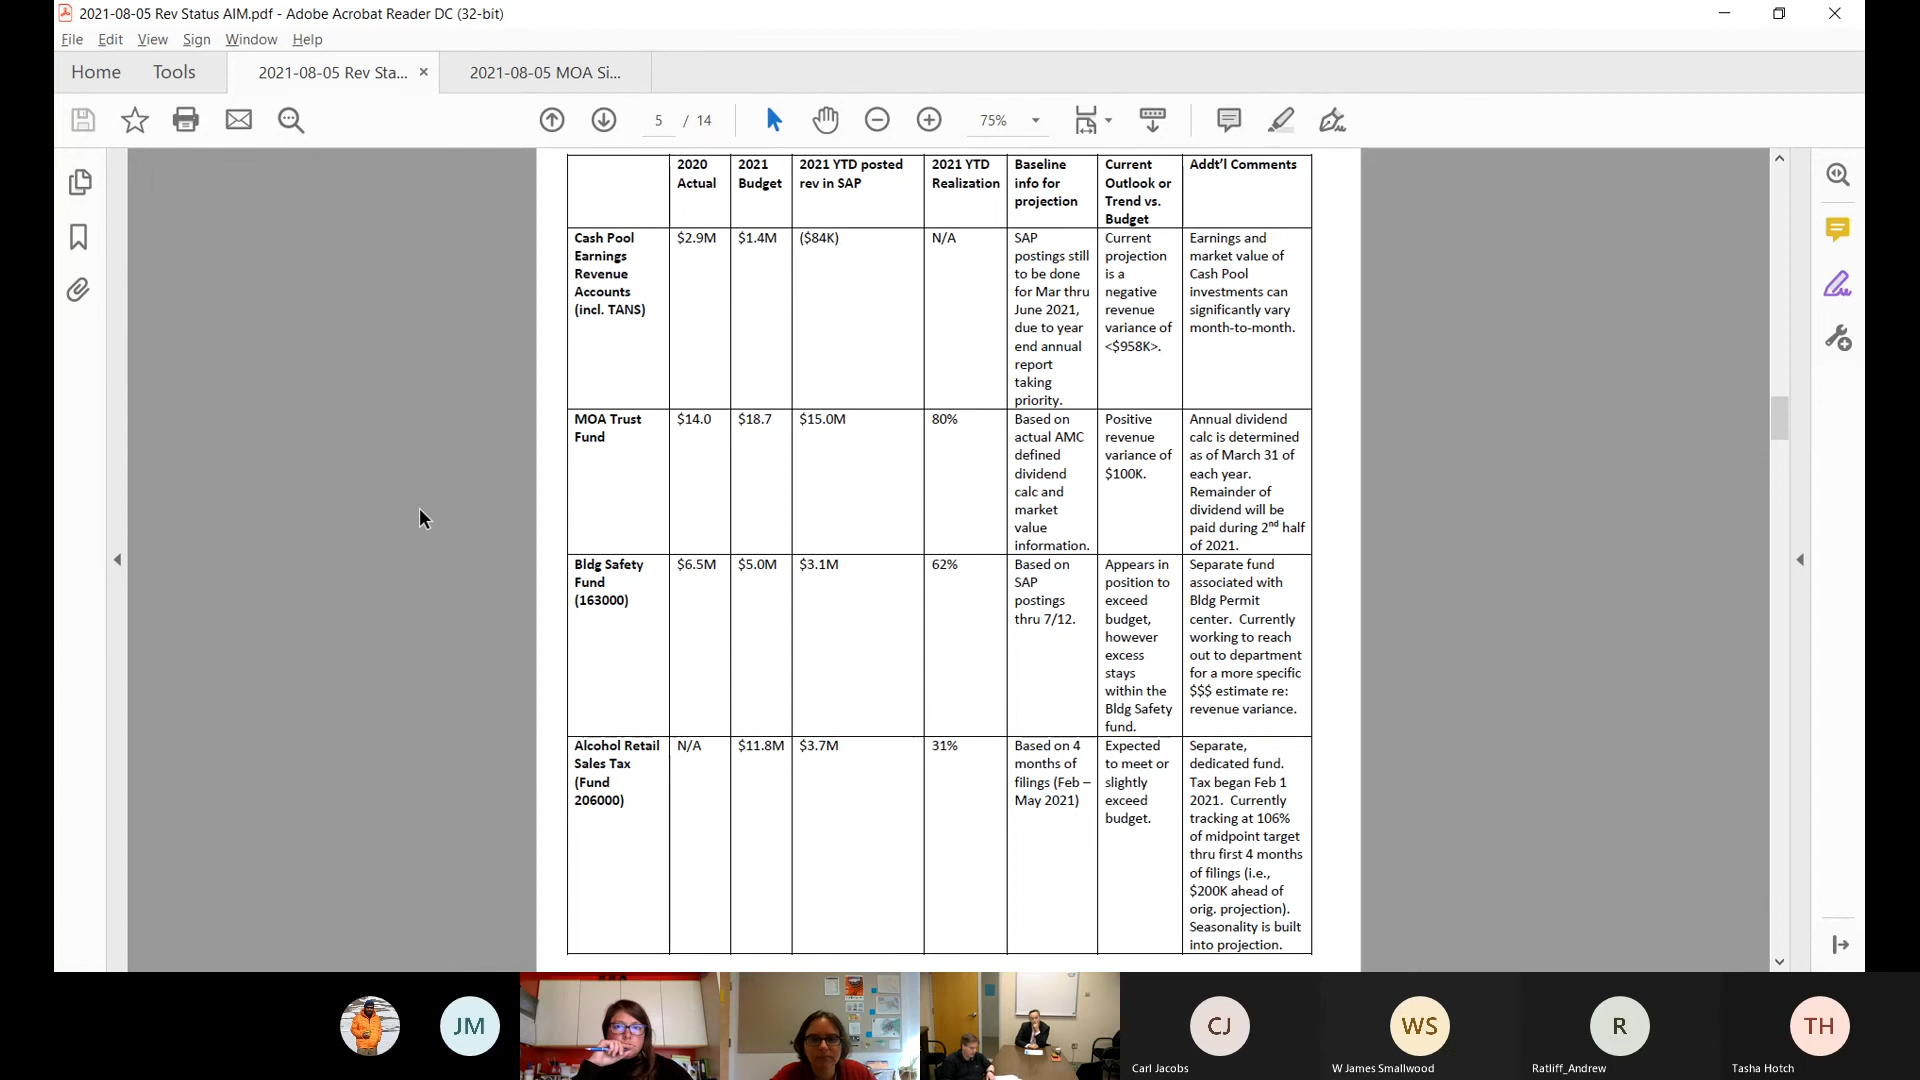 2021-08-05 Rev Status AIM.pdf - Adobe Acrobat Reader DC (32-bit)
File Edit View Sign Window Help
Home Tools 2021-08-05 Rev Sta... × 2021-08-05 MOA Si...
5 / 14 75%
2020 Actual
2021 Budget
2021 YTD posted rev in SAP
2021 YTD Realization
Baseline info for projection
Current Outlook or Trend vs. Budget
Addt'l Comments
Cash Pool
Earnings
Revenue
Accounts
(incl. TANS)
$2.9M
$1.4M
($84K)
N/A
SAP
postings still
to be done
for Mar thru
June 2021,
due to year
end annual
report
taking
priority.
Current
projection
is a
negative
revenue
variance of
<$958K>.
Earnings and
market value of
Cash Pool
investments can
significantly vary
month-to-month.
MOA Trust
Fund
$14.0
$18.7
$15.0M
80%
Based on
actual AMC
defined
dividend
calc and
market
value
information.
Positive
revenue
variance of
$100K.
Annual dividend
calc is determined
as of March 31 of
each year.
Remainder of
dividend will be
paid during 2nd half
of 2021.
Bldg Safety
Fund
(163000)
$6.5M
$5.0M
$3.1M
62%
Based on
SAP
postings
thru 7/12.
Appears in
position to
exceed
budget,
however
excess
stays
within the
Bldg Safety
fund.
Separate fund
associated with
Bldg Permit
center. Currently
working to reach
out to department
for a more specific
$$$ estimate re:
revenue variance.
Alcohol Retail
Sales Tax
(Fund
206000)
N/A
$11.8M
$3.7M
31%
Based on 4
months of
filings (Feb –
May 2021)
Expected
to meet or
slightly
exceed
budget.
Separate,
dedicated fund.
Tax began Feb 1
2021. Currently
tracking at 106%
of midpoint target
thru first 4 months
of filings (i.e.,
$200K ahead of
orig. projection).
Seasonality is built
into projection.
JM
CJ
WS
R
TH
Carl Jacobs
W James Smallwood
Ratliff_Andrew
Tasha Hotch